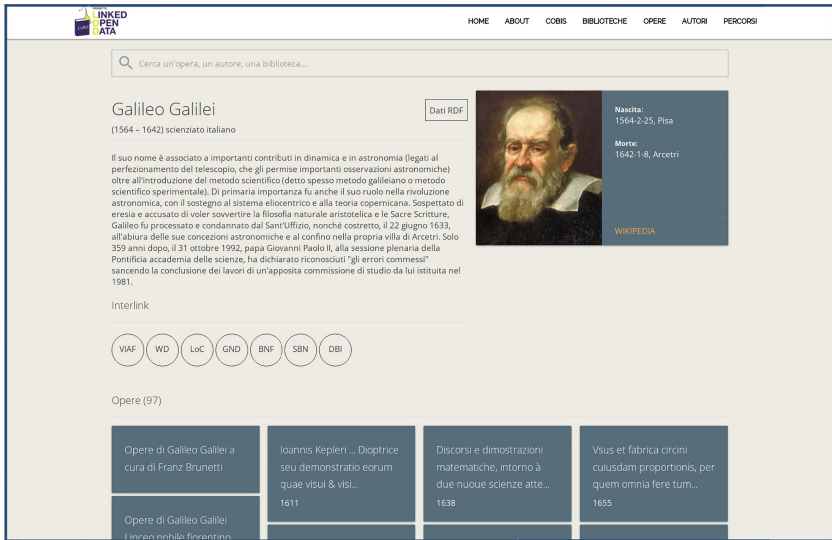 PROGETTO
LINKED
OPEN
DATA
HOME ABOUT COBIS BIBLIOTECHE OPERE AUTORI PERCORSI
Cerca un'opera, un autore, una biblioteca...
Galileo Galilei
Dati RDF
(1564 – 1642) scienziato italiano
Il suo nome è associato a importanti contributi in dinamica e in astronomia (legati al
perfezionamento del telescopio, che gli permise importanti osservazioni astronomiche)
oltre all'introduzione del metodo scientifico (detto spesso metodo galileiano o metodo
scientifico sperimentale). Di primaria importanza fu anche il suo ruolo nella rivoluzione
astronomica, con il sostegno al sistema eliocentrico e alla teoria copernicana. Sospettato di
eresia e accusato di voler sovvertire la filosofia naturale aristotelica e le Sacre Scritture,
Galileo fu processato e condannato dal Sant'Uffizio, nonché costretto, il 22 giugno 1633,
all'abiura delle sue concezioni astronomiche e al confino nella propria villa di Arcetri. Solo
359 anni dopo, il 31 ottobre 1992, papa Giovanni Paolo II, alla sessione plenaria della
Pontificia accademia delle scienze, ha dichiarato riconosciuti "gli errori commessi"
sancendo la conclusione dei lavori di un'apposita commissione di studio da lui istituita nel
1981.
Nascita:
1564-2-25, Pisa
Morte:
1642-1-8, Arcetri
WIKIPEDIA
Interlink
VIAF WD LoC GND BNF SBN DBI
Opere (97)
Opere di Galileo Galilei a
cura di Franz Brunetti
Opere di Galileo Galilei
Linceo nobile fiorentino
Ioannis Kepleri ... Dioptrice
seu demonstratio eorum
quae visui & visi...
1611
Discorsi e dimostrazioni
matematiche, intorno à
due nuoue scienze atte...
1638
Vsus et fabrica circini
cuiusdam proportionis, per
quem omnia fere tum...
1655